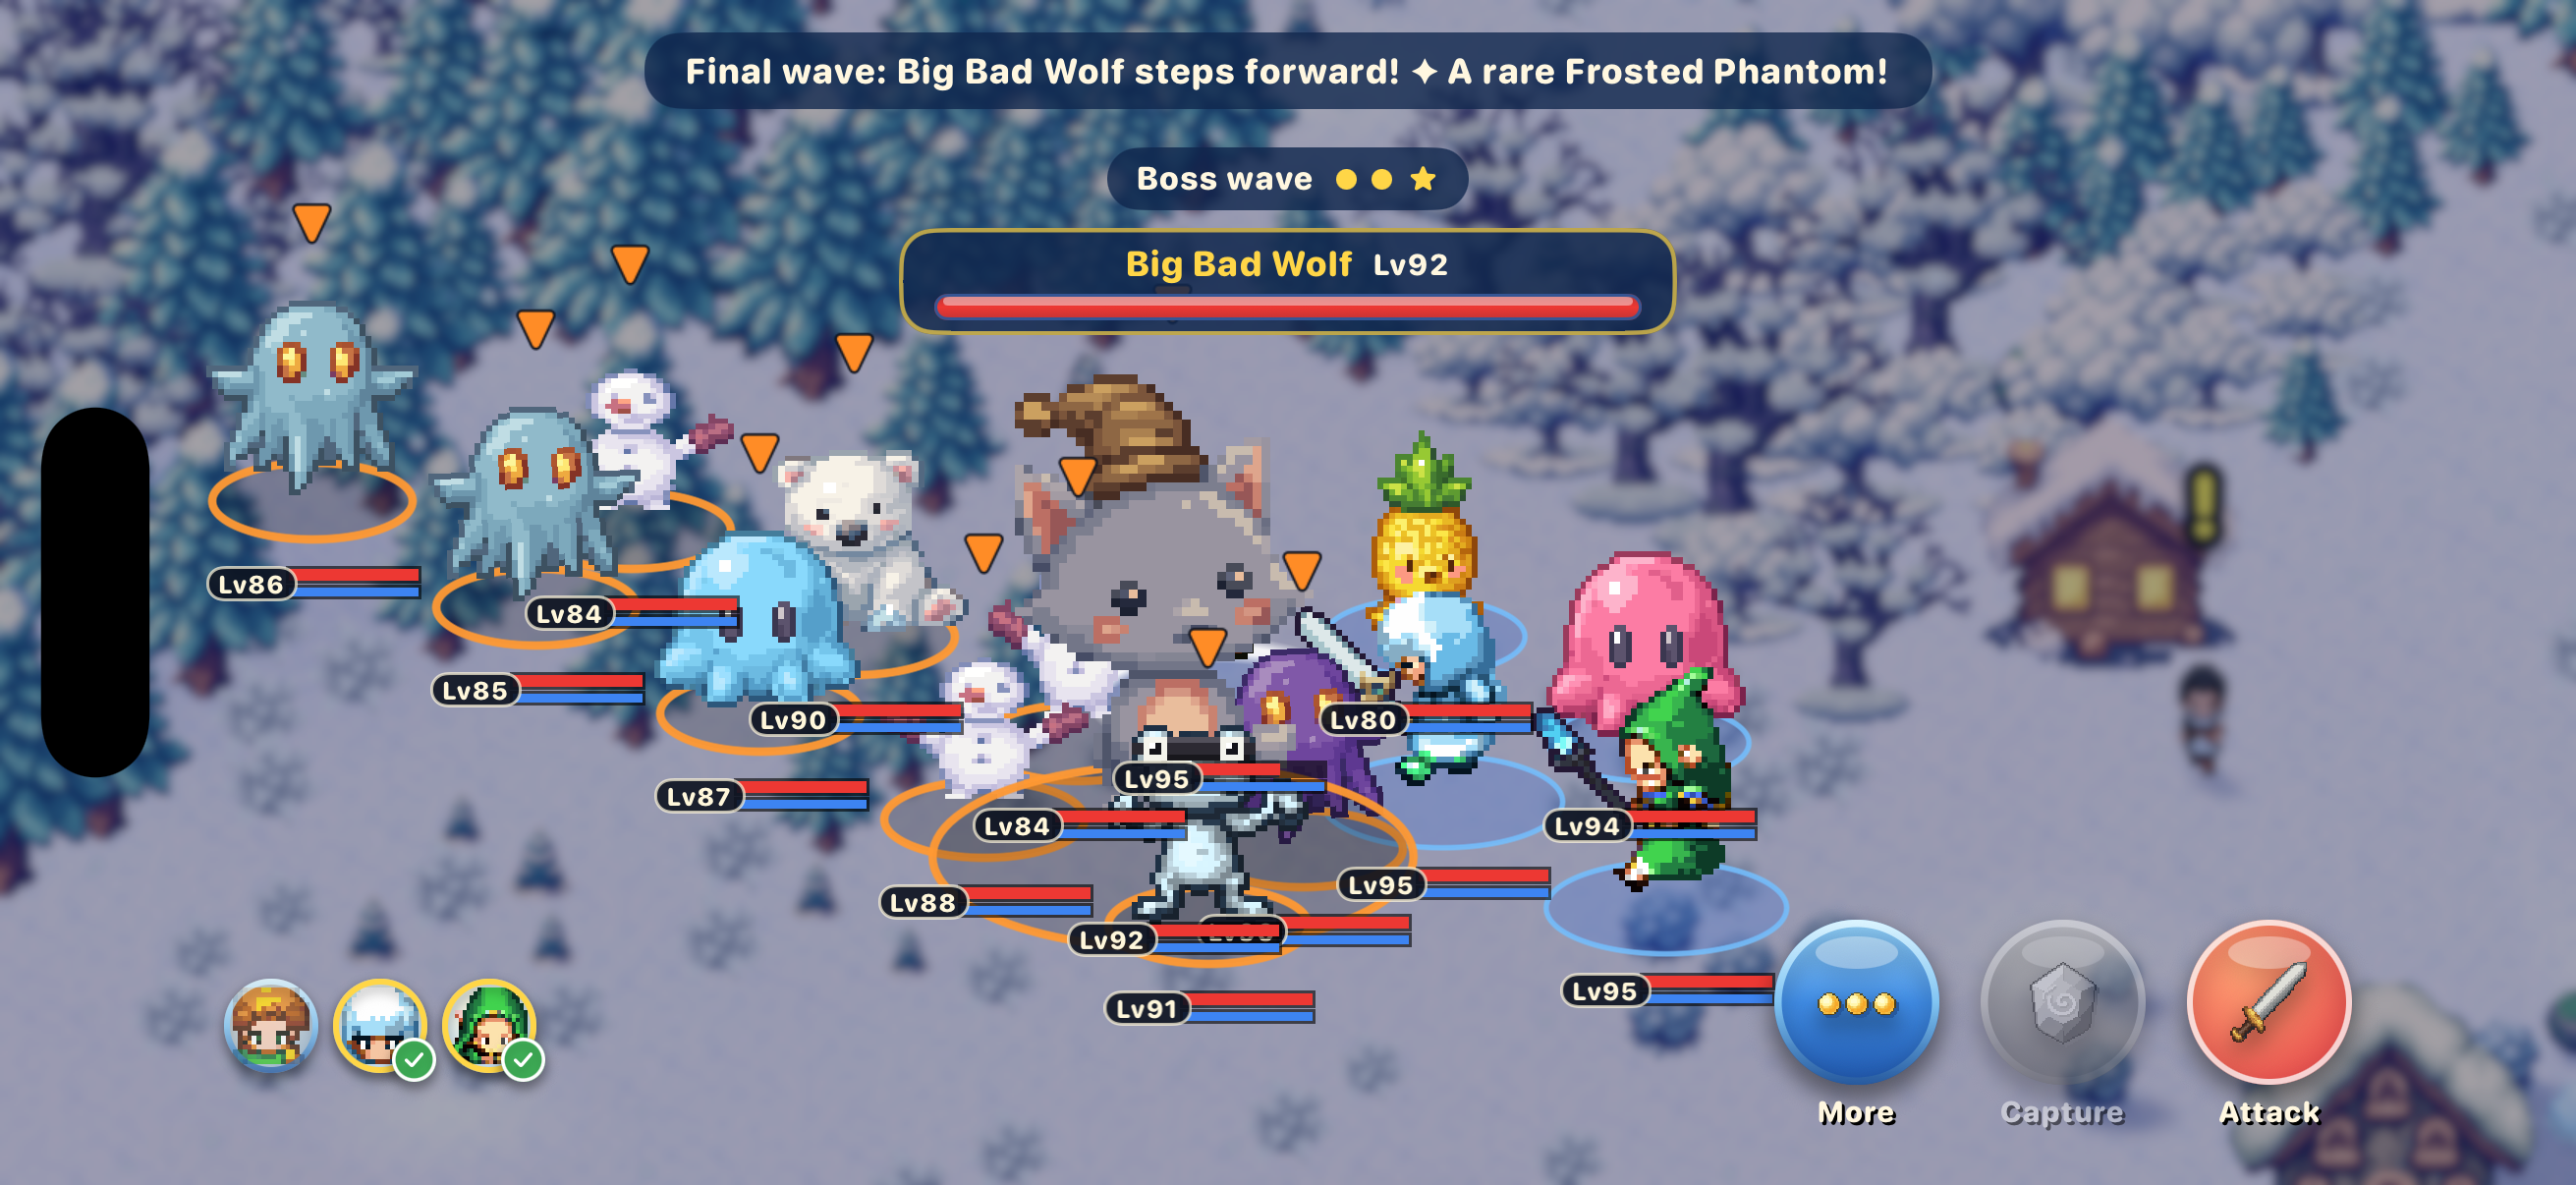 Final wave: Big Bad Wolf steps forward! ✦ A rare Frosted Phantom!
Boss wave
Big Bad Wolf Lv92
Lv86
Lv84
Lv85
Lv90
Lv80
Lv95
Lv87
Lv84
Lv94
Lv95
Lv88
Lv92
Lv95
Lv91
More
Capture
Attack